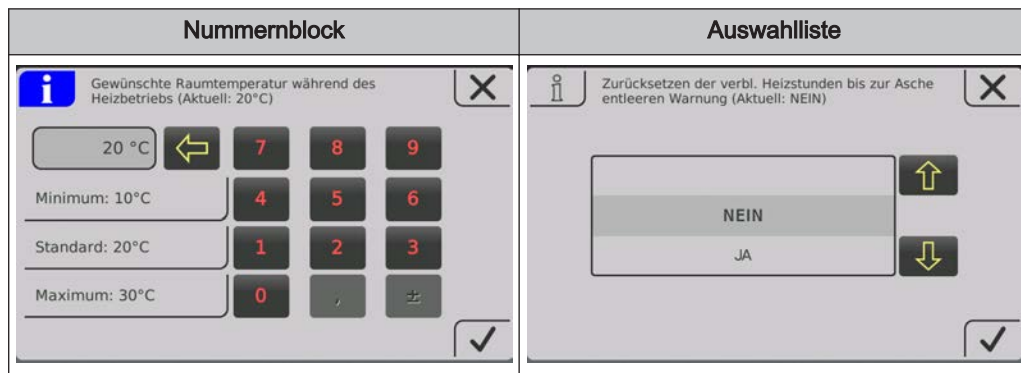 Nummernblock
Auswahlliste
i
Gewünschte Raumtemperatur während des
Heizbetriebs (Aktuell: 20°C)
20 °C
7 8 9
Minimum: 10°C
4 5 6
Standard: 20°C
1 2 3
Maximum: 30°C
0 , ±
i
Zurücksetzen der verbl. Heizstunden bis zur Asche
entleeren Warnung (Aktuell: NEIN)
NEIN
JA